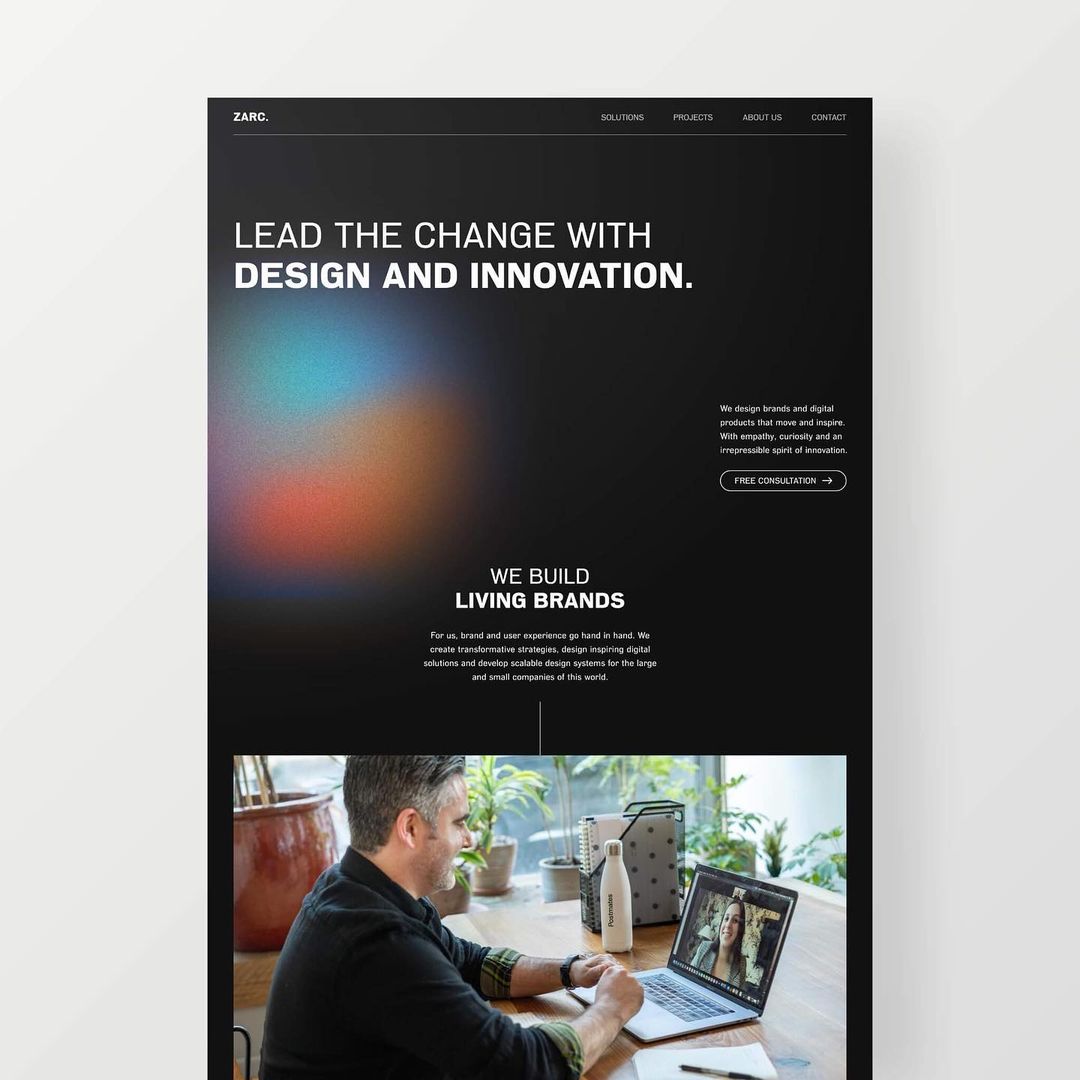 ZARC.
SOLUTIONS PROJECTS ABOUT US CONTACT
LEAD THE CHANGE WITH
DESIGN AND INNOVATION.
We design brands and digital
products that move and inspire.
With empathy, curiosity and an
irrepressible spirit of innovation.
FREE CONSULTATION →
WE BUILD
LIVING BRANDS
For us, brand and user experience go hand in hand. We
create transformative strategies, design inspiring digital
solutions and develop scalable design systems for the large
and small companies of this world.
Postmates